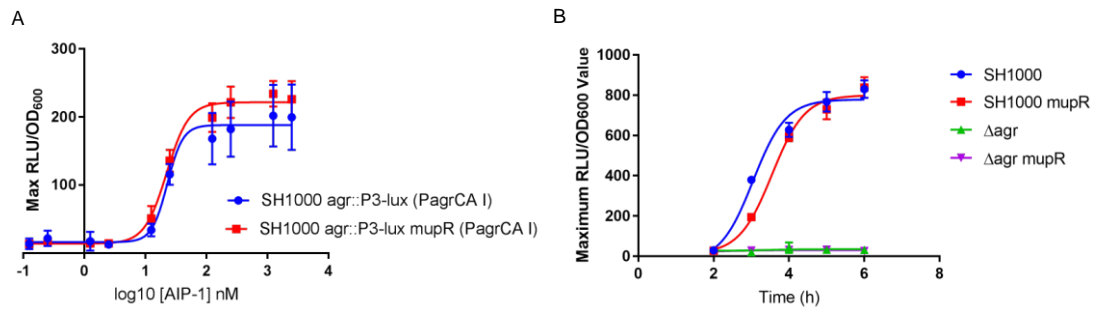 A
300
200
100
Max RLU/OD600
-1
0
1
2
3
4
log10 [AIP-1] nM
SH1000 agr::P3-lux (PagrCA I)
SH1000 agr::P3-lux mupR (PagrCA I)
B
1000
800
600
400
200
0
Maximum RLU/OD600 Value
0
2
4
6
8
Time (h)
SH1000
SH1000 mupR
Δagr
Δagr mupR